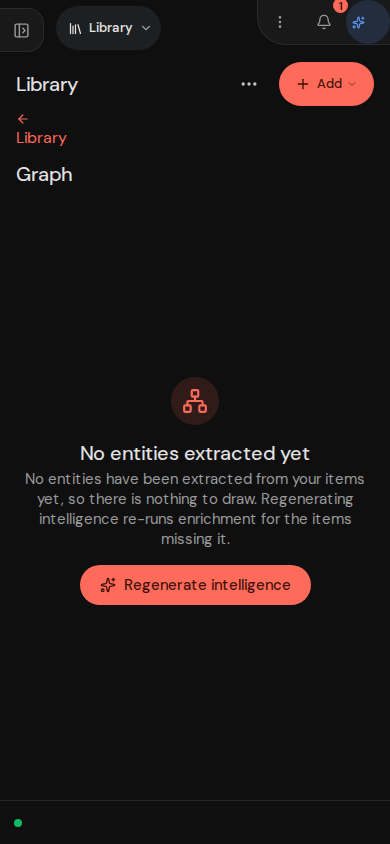 Library
1
Library
Add
Library
Graph
No entities extracted yet
No entities have been extracted from your items
yet, so there is nothing to draw. Regenerating
intelligence re-runs enrichment for the items
missing it.
Regenerate intelligence